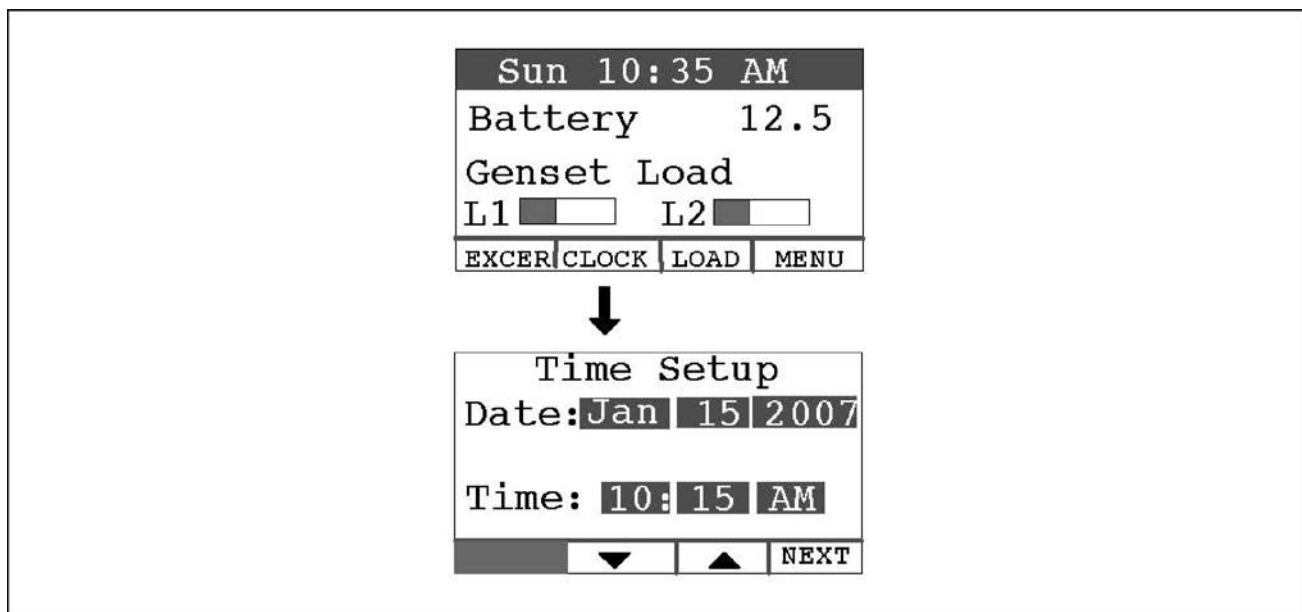 Sun 10:35 AM
Battery 12.5
Genset Load
L1 L2
EXCER CLOCK LOAD MENU
Time Setup
Date: Jan 15 2007
Time: 10: 15 AM
NEXT